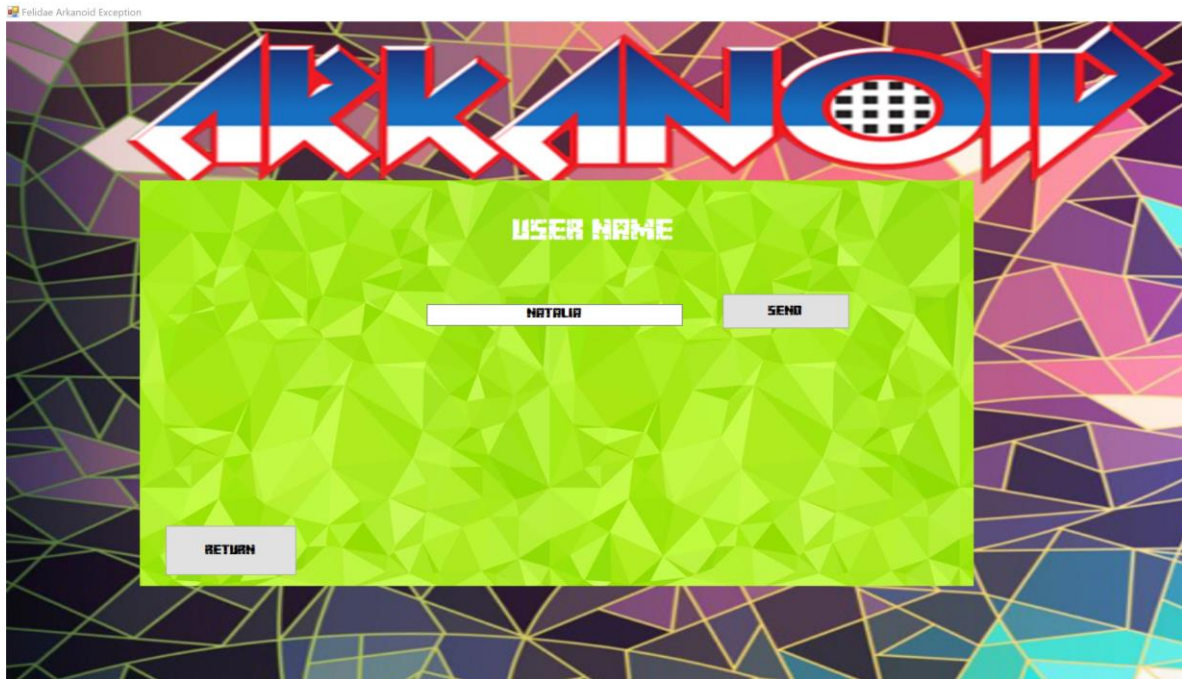 Felidae Arkanoid Exception
ARKANOID
USER NAME
NATALIA
SEND
RETURN